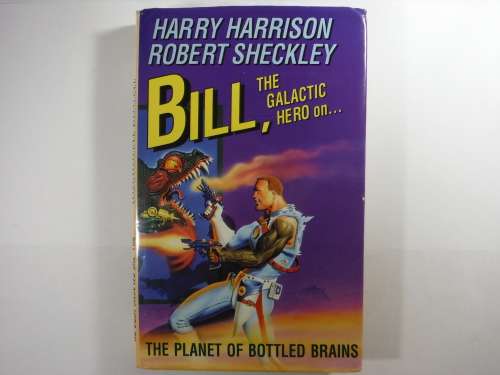 HARRY HARRISON
ROBERT SHECKLEY
BILL,
THE
GALACTIC
HERO on...
THE PLANET OF BOTTLED BRAINS